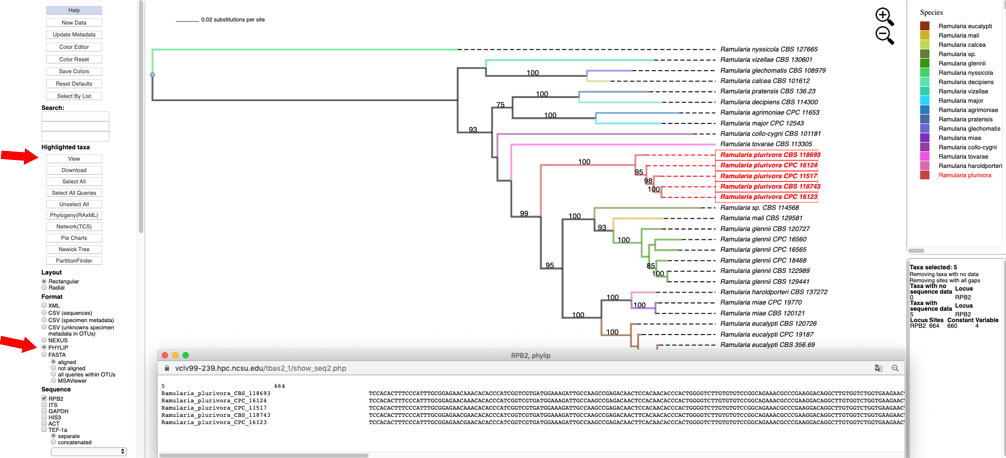 Help
New Data
Update Metadata
Color Editor
Color Reset
Save Colors
Reset Defaults
Select By List
Search:
Highlighted taxa
View
Download
Select All
Select All Queries
Unselect All
Phylogeny(RAxML)
Network(TCS)
Pie Charts
Newick Tree
PartitionFinder
Layout
Rectangular
Radial
Format
XML
CSV (sequences)
CSV (specimen metadata)
CSV (unknowns specimen
metadata in OTUs)
NEXUS
PHYLIP
FASTA
aligned
not aligned
all queries within OTUs
MSAViewer
Sequence
RPB2
ITS
GAPDH
HIS3
ACT
TEF-1a
separate
concatenated
0.02 substitutions per site
Ramularia nyssicola CBS 127665
Ramularia vizellae CBS 130601
100
Ramularia glechomatis CBS 108979
Ramularia calcea CBS 101612
100
Ramularia pratensis CBS 136.23
Ramularia decipiens CBS 114300
75
100
Ramularia agrimoniae CPC 11653
Ramularia major CPC 12543
93
Ramularia collo-cygni CBS 101181
Ramularia tovarae CBS 113305
100
Ramularia plurivora CBS 118693
Ramularia plurivora CPC 16124
95
Ramularia plurivora CPC 11517
98
Ramularia plurivora CBS 118743
100
Ramularia plurivora CPC 16123
99
100
Ramularia sp. CBS 114568
Ramularia mali CBS 129581
93
Ramularia glennii CBS 120727
100
Ramularia glennii CPC 16560
Ramularia glennii CPC 16565
Ramularia glennii CPC 18468
85
Ramularia glennii CBS 122989
100
Ramularia glennii CBS 129441
95
Ramularia haroldporteri CBS 137272
100
Ramularia miae CPC 19770
100
Ramularia miae CBS 120121
Ramularia eucalypti CBS 120726
100
Ramularia eucalypti CPC 19187
Ramularia eucalypti CBS 356.69
Species
Ramularia eucalypti
Ramularia mali
Ramularia calcea
Ramularia sp.
Ramularia glennii
Ramularia nyssicola
Ramularia decipiens
Ramularia vizellae
Ramularia major
Ramularia agrimoniae
Ramularia pratensis
Ramularia glechomatis
Ramularia miae
Ramularia collo-cygni
Ramularia tovarae
Ramularia haroldporteri
Ramularia plurivora
Taxa selected: 5
Removing taxa with no data
Removing sites with all gaps
Taxa with no sequence data Locus
0 RPB2
Taxa with sequence data Locus
5 RPB2
Locus Sites Constant Variable
RPB2 664 660 4
RPB2, phylip
vclv99-239.hpc.ncsu.edu/tbas2_1/show_seq2.php
5 664
Ramularia_plurivora_CBS_118693
Ramularia_plurivora_CPC_16124
Ramularia_plurivora_CPC_11517
Ramularia_plurivora_CBS_118743
Ramularia_plurivora_CPC_16123